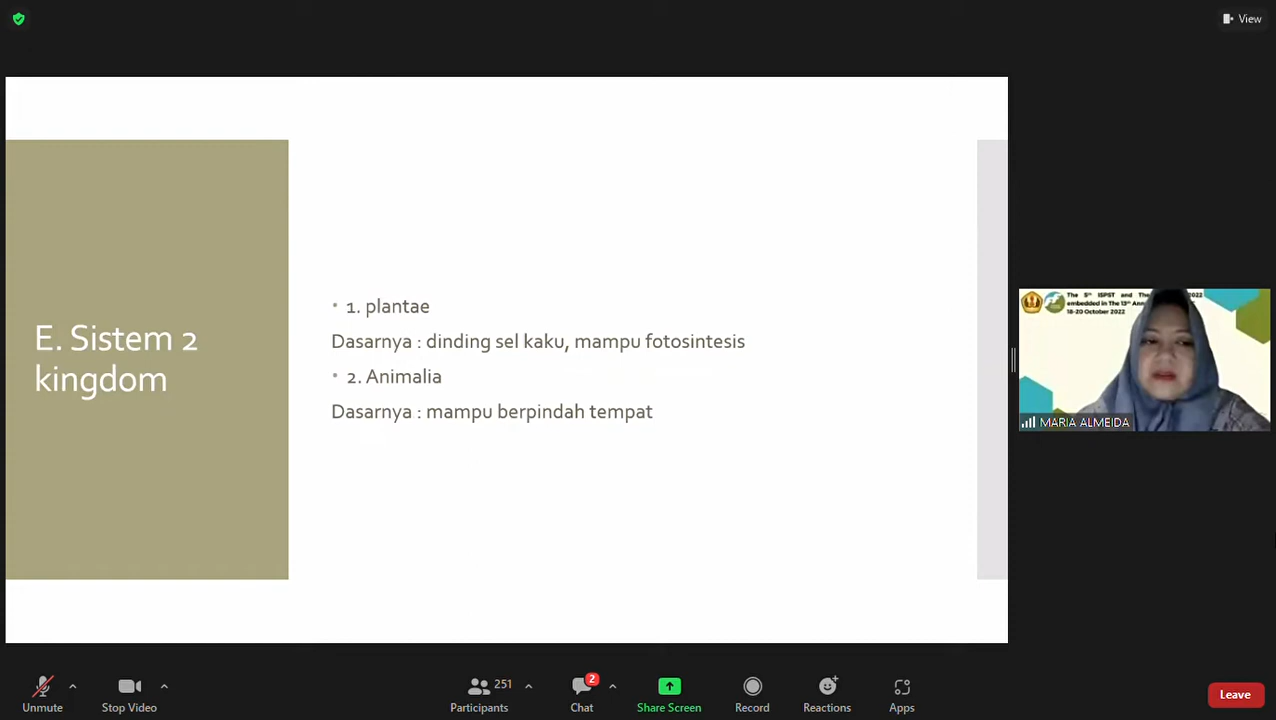 View
E. Sistem 2
kingdom
• 1. plantae
Dasarnya : dinding sel kaku, mampu fotosintesis
• 2. Animalia
Dasarnya : mampu berpindah tempat
The 5th ISPST and The 2022
embedded in The 13th Ann
18-20 October 2022
MARIA ALMEIDA
Unmute
Stop Video
Participants 251
Chat 2
Share Screen
Record
Reactions
Apps
Leave